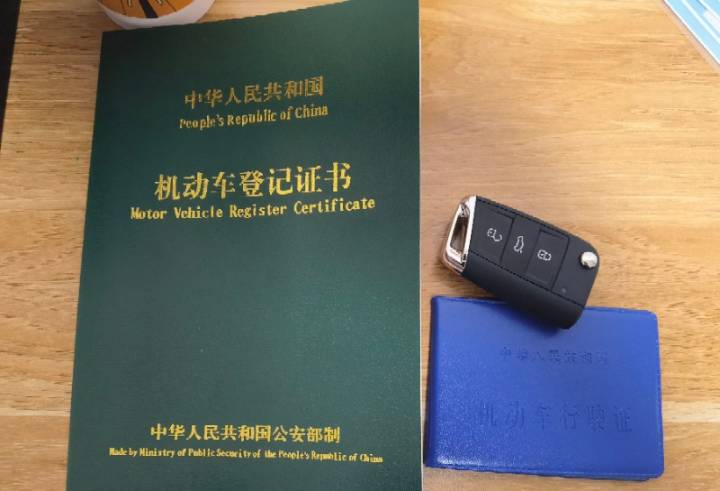 中华人民共和国
People's Republic of China
机动车登记证书
Motor Vehicle Register Certificate
中华人民共和国公安部制
Made by Ministry of Public Security of the People's Republic of China
中华人民共和国
机动车行驶证